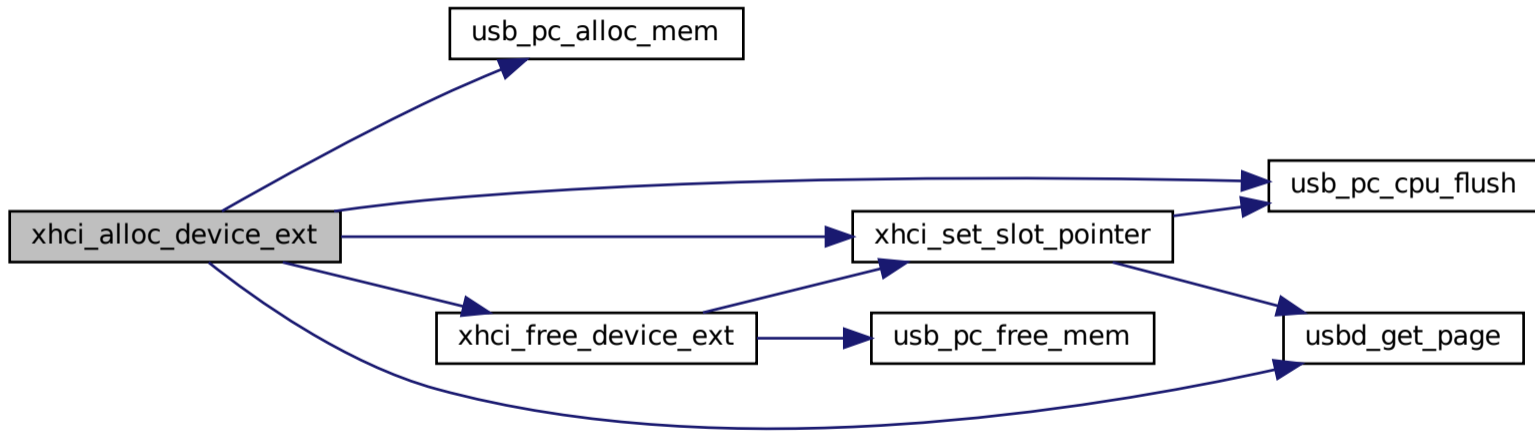 usb_pc_alloc_mem
usb_pc_cpu_flush
xhci_alloc_device_ext
xhci_set_slot_pointer
xhci_free_device_ext
usb_pc_free_mem
usbd_get_page